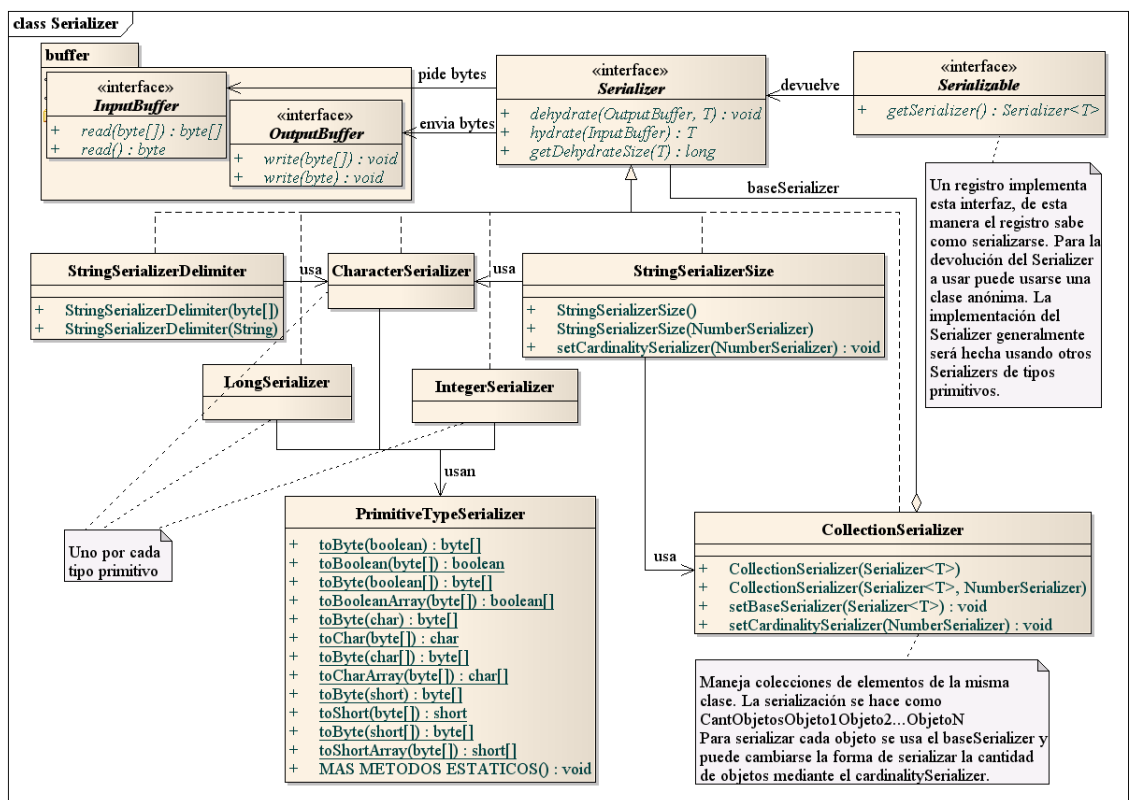 class Serializer
buffer
«interface»
InputBuffer
+ read(byte[]) : byte[]
+ read() : byte
«interface»
OutputBuffer
+ write(byte[]) : void
+ write(byte) : void
pide bytes
envia bytes
«interface»
Serializer
+ dehydrate(OutputBuffer, T) : void
+ hydrate(InputBuffer) : T
+ getDehydrateSize(T) : long
devuelve
«interface»
Serializable
+ getSerializer() : Serializer<T>
baseSerializer
Un registro implementa
esta interfaz, de esta
manera el registro sabe
como serializarse. Para la
devolución del Serializer
a usar puede usarse una
clase anónima. La
implementación del
Serializer generalmente
será hecha usando otros
Serializers de tipos
primitivos.
StringSerializerDelimiter
+ StringSerializerDelimiter(byte[])
+ StringSerializerDelimiter(String)
usa
CharacterSerializer
usa
StringSerializerSize
+ StringSerializerSize()
+ StringSerializerSize(NumberSerializer)
+ setCardinalitySerializer(NumberSerializer) : void
LongSerializer
IntegerSerializer
usan
Uno por cada
tipo primitivo
PrimitiveTypeSerializer
+ toByte(boolean) : byte[]
+ toBoolean(byte[]) : boolean
+ toByte(boolean[]) : byte[]
+ toBooleanArray(byte[]) : boolean[]
+ toByte(char) : byte[]
+ toChar(byte[]) : char
+ toByte(char[]) : byte[]
+ toCharArray(byte[]) : char[]
+ toByte(short) : byte[]
+ toShort(byte[]) : short
+ toByte(short[]) : byte[]
+ toShortArray(byte[]) : short[]
+ MAS METODOS ESTATICOS() : void
usa
CollectionSerializer
+ CollectionSerializer(Serializer<T>)
+ CollectionSerializer(Serializer<T>, NumberSerializer)
+ setBaseSerializer(Serializer<T>) : void
+ setCardinalitySerializer(NumberSerializer) : void
Maneja colecciones de elementos de la misma
clase. La serialización se hace como
CantObjetosObjeto1Objeto2...ObjetoN
Para serializar cada objeto se usa el baseSerializer y
puede cambiarse la forma de serializar la cantidad
de objetos mediante el cardinalitySerializer.